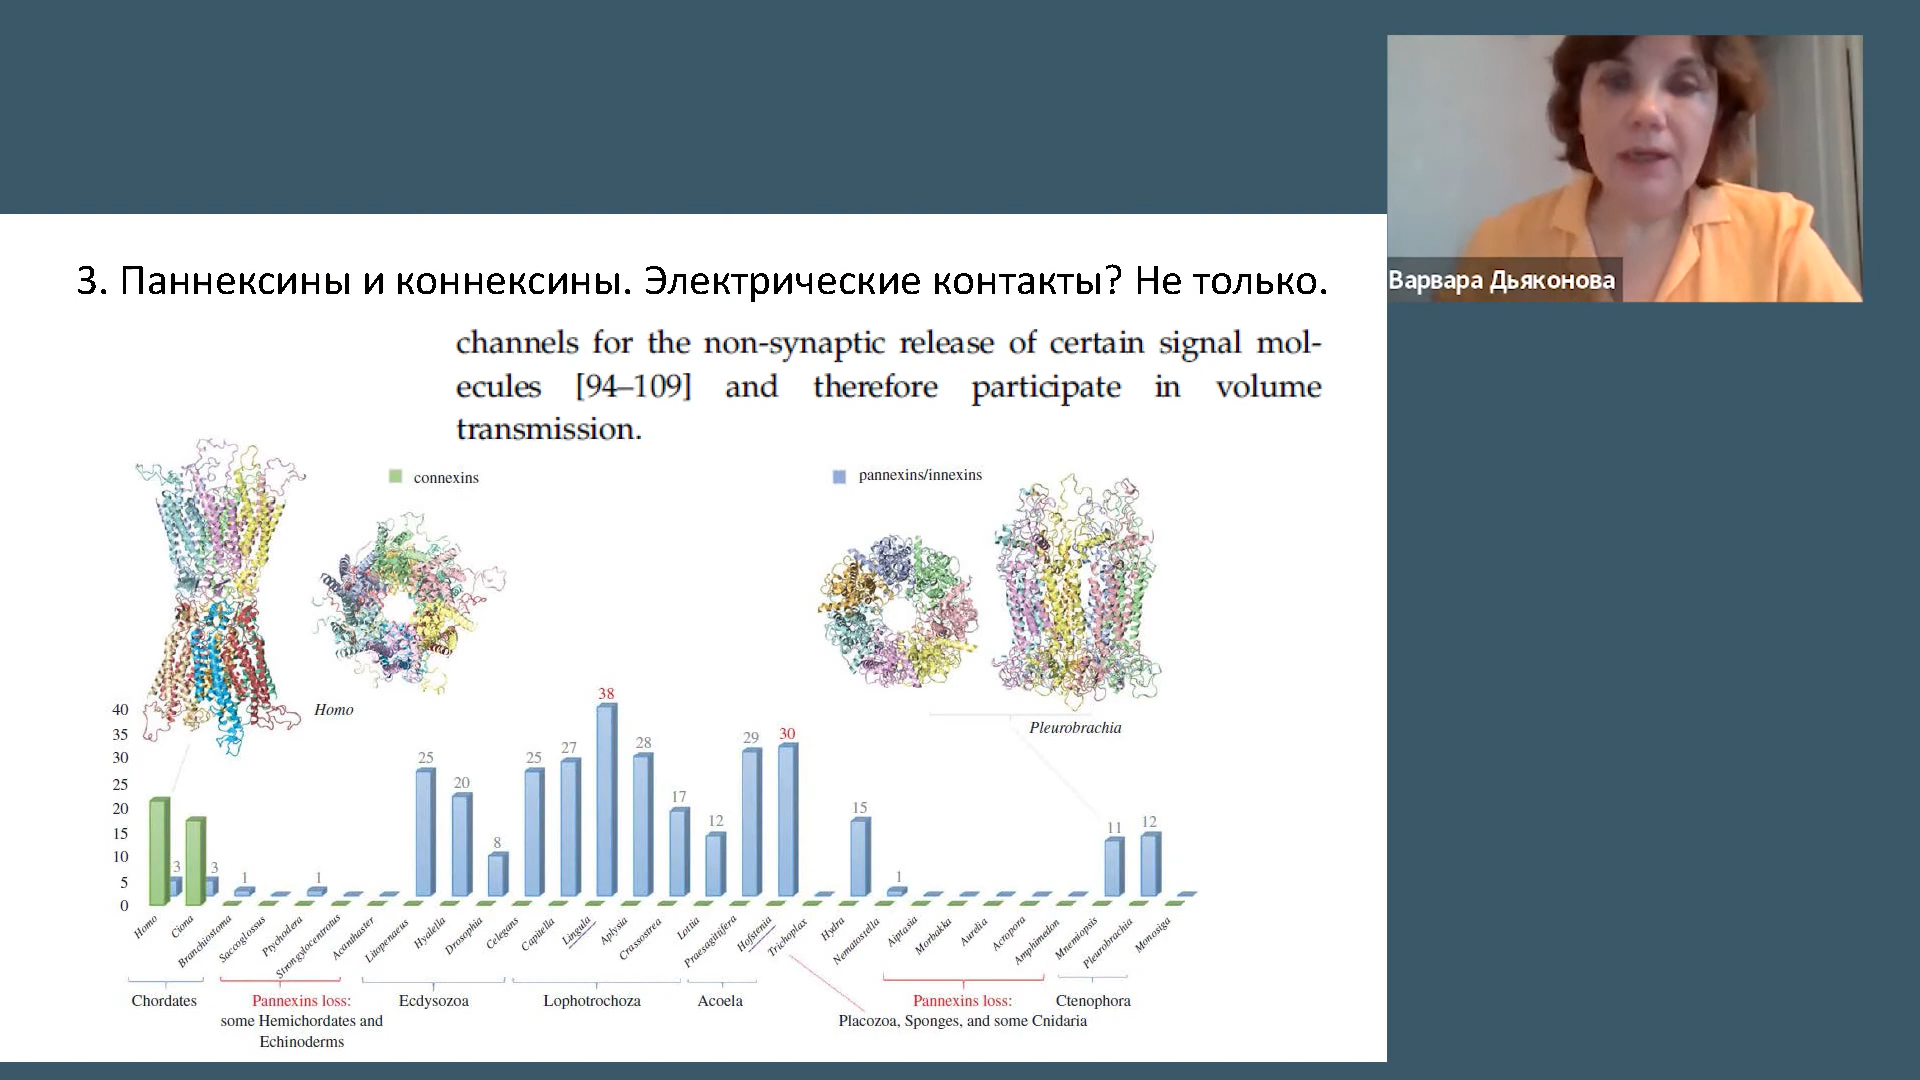 Варвара Дьяконова
3. Паннексины и коннексины. Электрические контакты? Не только.
channels for the non-synaptic release of certain signal mol-
ecules [94–109] and therefore participate in volume
transmission.
connexins
pannexins/innexins
Homo
Pleurobrachia
40
35
30
25
20
15
10
5
0
3
3
1
1
25
20
8
25
27
38
28
17
12
29
30
15
1
11
12
Homo
Ciona
Branchiostoma
Saccoglossus
Ptychodera
Strongylocentrotus
Acanthaster
Litopenaeus
Hyalella
Drosophila
Celegans
Capitella
Lingula
Aplysia
Crassostrea
Lottia
Praesagittifera
Hofstenia
Trichoplax
Hydra
Nematostella
Aiptasia
Morbakka
Aurelia
Acropora
Amphimedon
Mnemiopsis
Pleurobrachia
Monosiga
Chordates
Pannexins loss:
some Hemichordates and
Echinoderms
Ecdysozoa
Lophotrochoza
Acoela
Pannexins loss:
Placozoa, Sponges, and some Cnidaria
Ctenophora